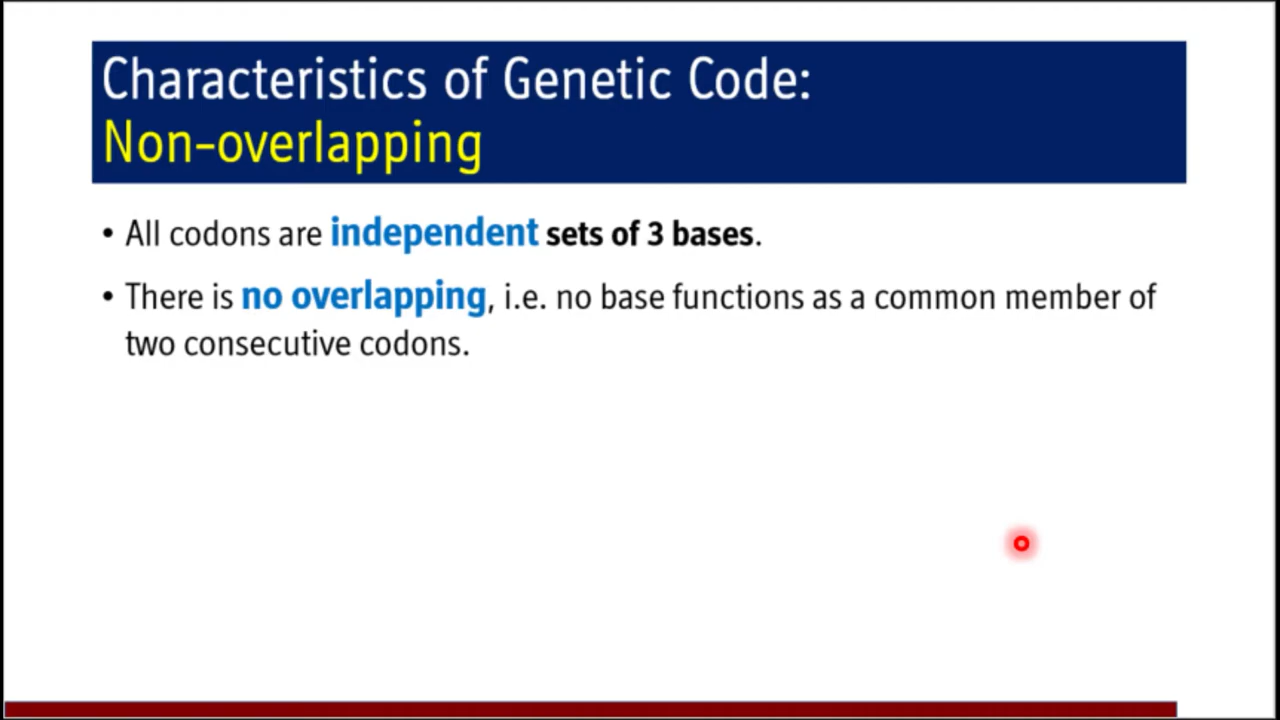 Characteristics of Genetic Code:
Non-overlapping
• All codons are independent sets of 3 bases.
• There is no overlapping, i.e. no base functions as a common member of
two consecutive codons.